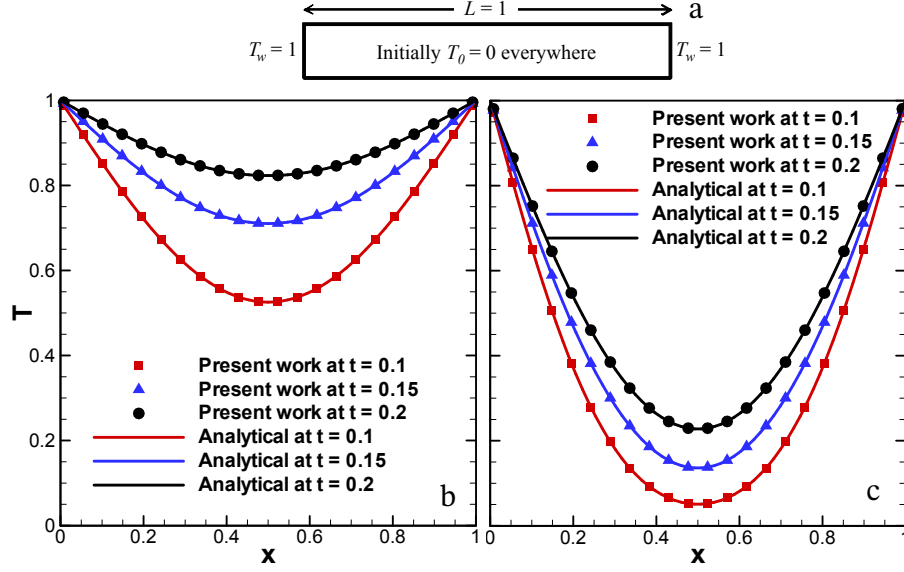 L = 1
a
T_w = 1
Initially T_0 = 0 everywhere
T_w = 1
1
0.8
0.6
0.4
0.2
0
T
Present work at t = 0.1
Present work at t = 0.15
Present work at t = 0.2
Analytical at t = 0.1
Analytical at t = 0.15
Analytical at t = 0.2
b
0 0.2 0.4 0.6 0.8 1
X
Present work at t = 0.1
Present work at t = 0.15
Present work at t = 0.2
Analytical at t = 0.1
Analytical at t = 0.15
Analytical at t = 0.2
c
0 0.2 0.4 0.6 0.8 1
X